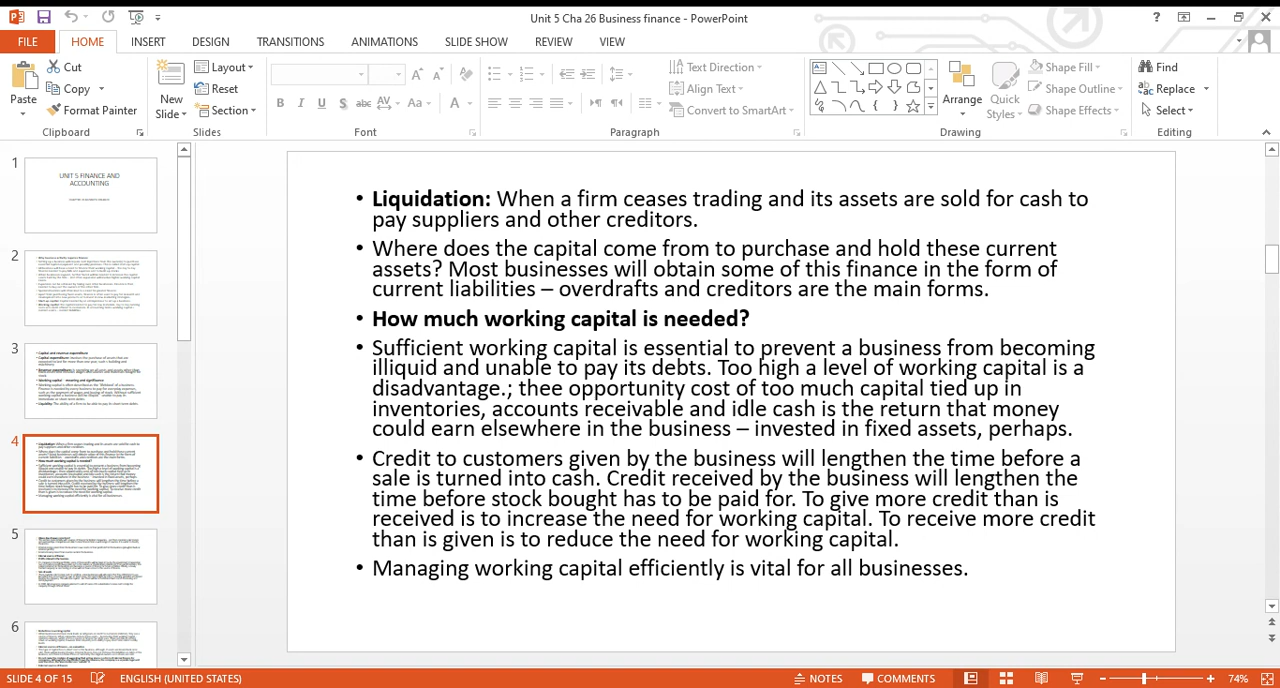 Unit 5 Cha 26 Business finance - PowerPoint
FILE HOME INSERT DESIGN TRANSITIONS ANIMATIONS SLIDE SHOW REVIEW VIEW
Paste
Cut
Copy
Format Painter
Clipboard
New Slide
Layout
Reset
Section
Slides
B I U S abc AV Aa A
Font
Text Direction
Align Text
Convert to SmartArt
Paragraph
Arrange
Quick Styles
Shape Fill
Shape Outline
Shape Effects
Drawing
Find
Replace
Select
Editing
1
UNIT 5 FINANCE AND
ACCOUNTING
2
3
4
5
6
• Liquidation: When a firm ceases trading and its assets are sold for cash to
pay suppliers and other creditors.
• Where does the capital come from to purchase and hold these current
assets? Most businesses will obtain some of this finance in the form of
current liabilities – overdrafts and creditors are the main forms.
• How much working capital is needed?
• Sufficient working capital is essential to prevent a business from becoming
illiquid and unable to pay its debts. Too high a level of working capital is a
disadvantage; the opportunity cost of too much capital tied up in
inventories, accounts receivable and idle cash is the return that money
could earn elsewhere in the business – invested in fixed assets, perhaps.
• Credit to customers given by the business will lengthen the time before a
sale is turned into cash. Credit received by the business will lengthen the
time before stock bought has to be paid for. To give more credit than is
received is to increase the need for working capital. To receive more credit
than is given is to reduce the need for working capital.
• Managing working capital efficiently is vital for all businesses.
SLIDE 4 OF 15 ENGLISH (UNITED STATES) NOTES COMMENTS 74%